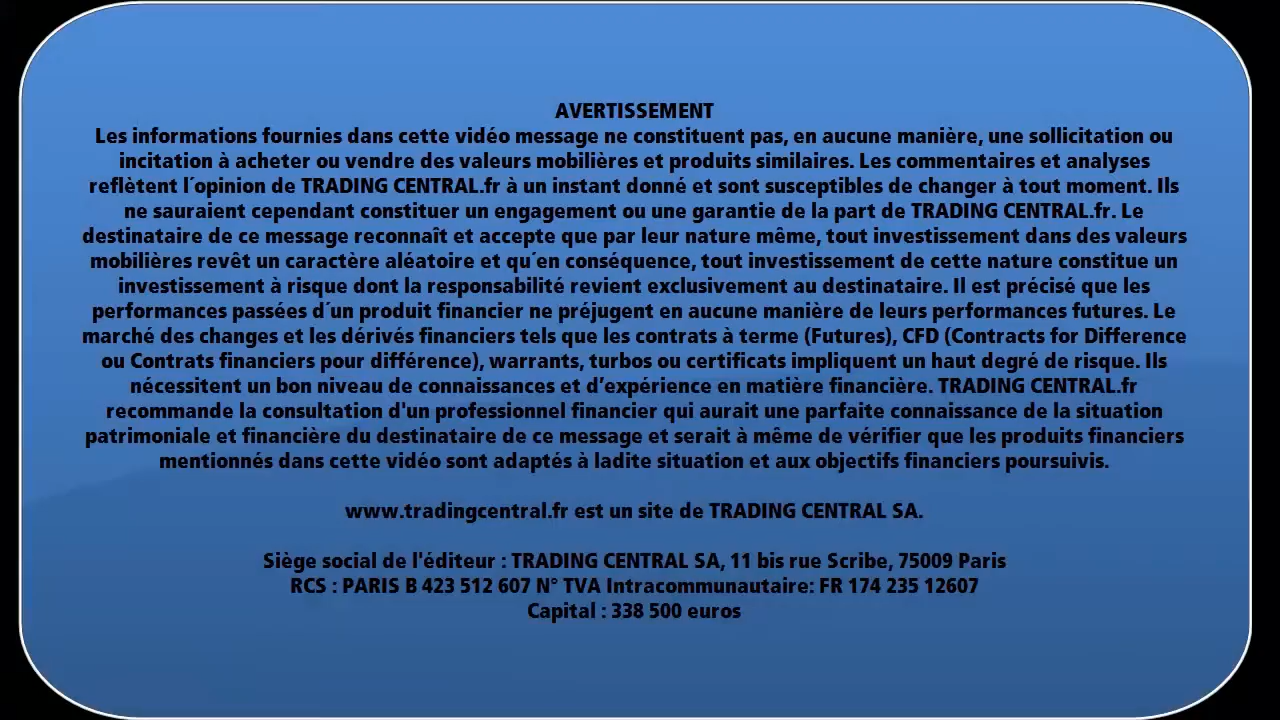 AVERTISSEMENT
Les informations fournies dans cette vidéo message ne constituent pas, en aucune manière, une sollicitation ou
incitation à acheter ou vendre des valeurs mobilières et produits similaires. Les commentaires et analyses
reflètent l´opinion de TRADING CENTRAL.fr à un instant donné et sont susceptibles de changer à tout moment. Ils
ne sauraient cependant constituer un engagement ou une garantie de la part de TRADING CENTRAL.fr. Le
destinataire de ce message reconnaît et accepte que par leur nature même, tout investissement dans des valeurs
mobilières revêt un caractère aléatoire et qu´en conséquence, tout investissement de cette nature constitue un
investissement à risque dont la responsabilité revient exclusivement au destinataire. Il est précisé que les
performances passées d´un produit financier ne préjugent en aucune manière de leurs performances futures. Le
marché des changes et les dérivés financiers tels que les contrats à terme (Futures), CFD (Contracts for Difference
ou Contrats financiers pour différence), warrants, turbos ou certificats impliquent un haut degré de risque. Ils
nécessitent un bon niveau de connaissances et d’expérience en matière financière. TRADING CENTRAL.fr
recommande la consultation d'un professionnel financier qui aurait une parfaite connaissance de la situation
patrimoniale et financière du destinataire de ce message et serait à même de vérifier que les produits financiers
mentionnés dans cette vidéo sont adaptés à ladite situation et aux objectifs financiers poursuivis.
www.tradingcentral.fr est un site de TRADING CENTRAL SA.
Siège social de l'éditeur : TRADING CENTRAL SA, 11 bis rue Scribe, 75009 Paris
RCS : PARIS B 423 512 607 N° TVA Intracommunautaire: FR 174 235 12607
Capital : 338 500 euros